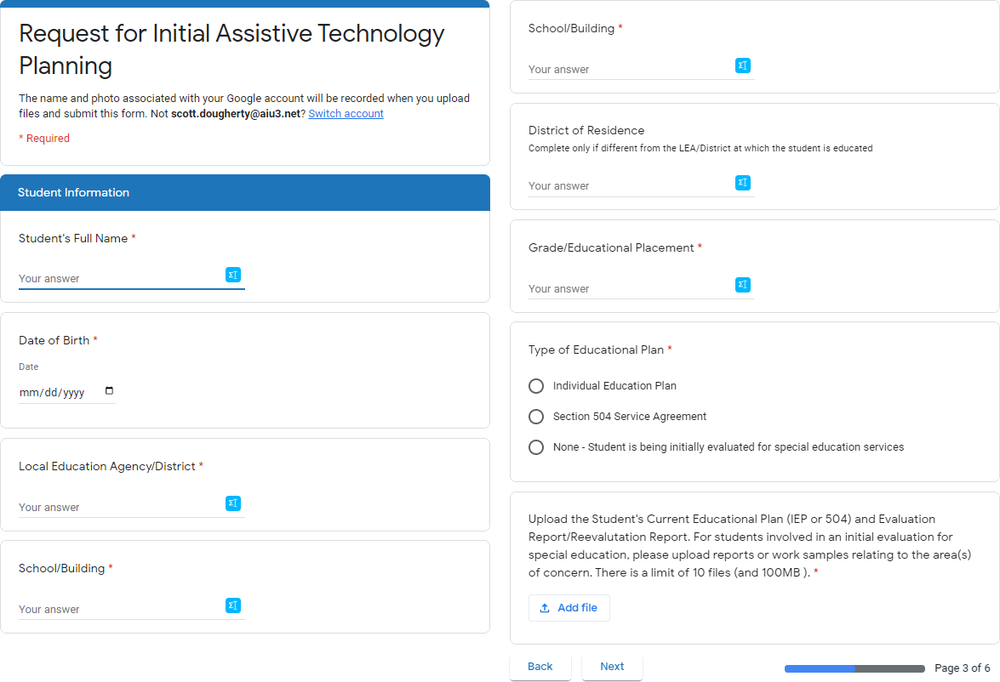 Request for Initial Assistive Technology
Planning
The name and photo associated with your Google account will be recorded when you upload
files and submit this form. Not scott.dougherty@aiu3.net? Switch account
* Required
Student Information
Student's Full Name *
Your answer
Date of Birth *
Date
mm/dd/yyyy
Local Education Agency/District *
Your answer
School/Building *
Your answer
School/Building *
Your answer
District of Residence
Complete only if different from the LEA/District at which the student is educated
Your answer
Grade/Educational Placement *
Your answer
Type of Educational Plan *
Individual Education Plan
Section 504 Service Agreement
None - Student is being initially evaluated for special education services
Upload the Student's Current Educational Plan (IEP or 504) and Evaluation
Report/Reevalutation Report. For students involved in an initial evaluation for
special education, please upload reports or work samples relating to the area(s)
of concern. There is a limit of 10 files (and 100MB ). *
Add file
Back
Next
Page 3 of 6